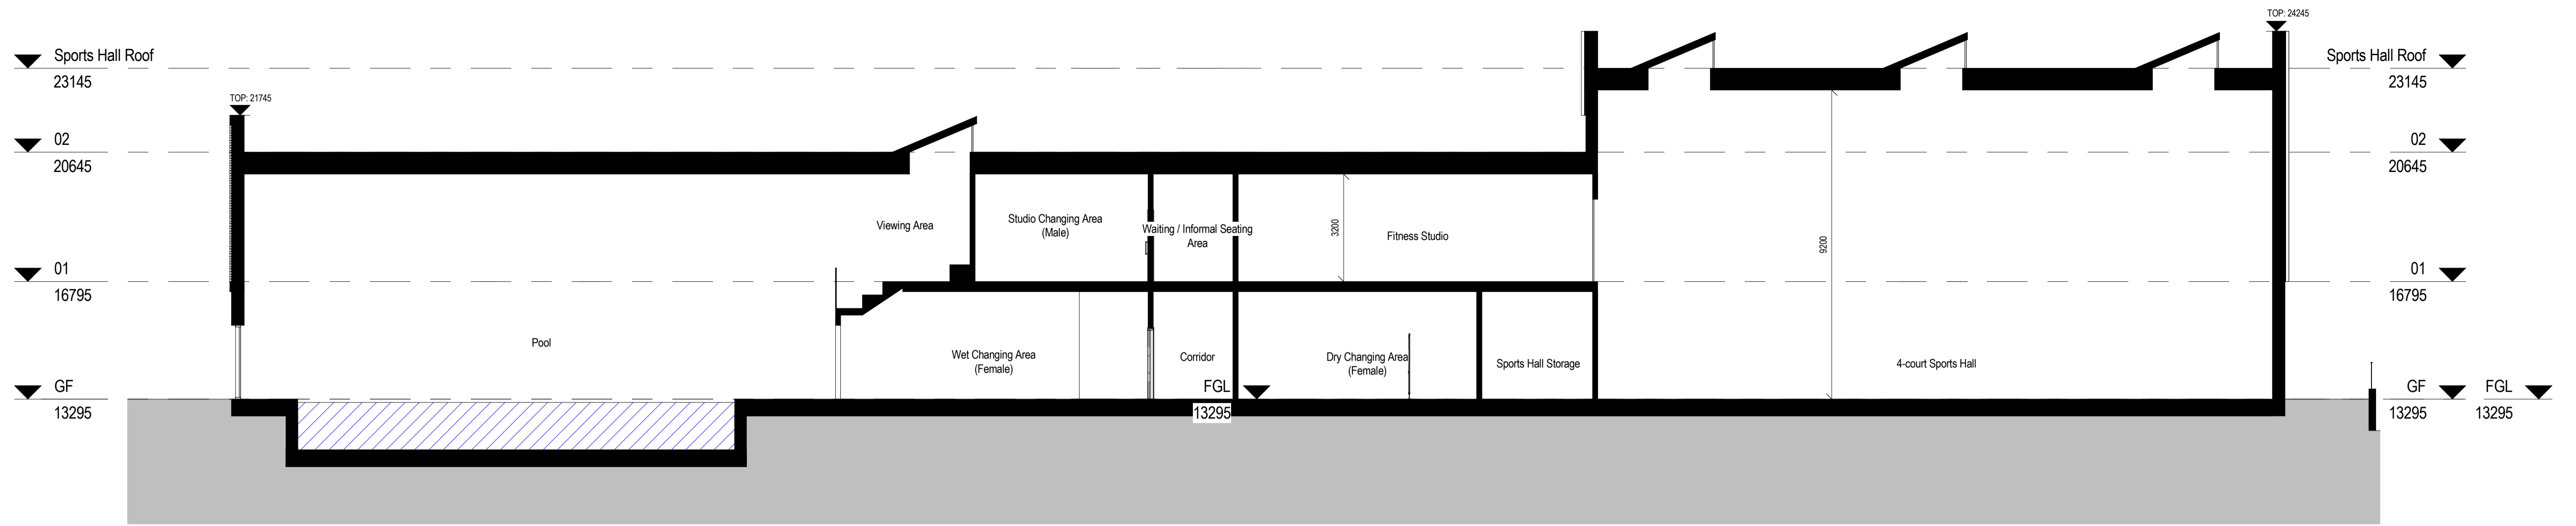 TOP: 24245
Sports Hall Roof
23145
Sports Hall Roof
23145
TOP: 21745
02
20645
02
20645
Viewing Area
Studio Changing Area
(Male)
Waiting / Informal Seating
Area
3200
Fitness Studio
9200
01
16795
01
16795
Pool
Wet Changing Area
(Female)
Corridor
Dry Changing Area
(Female)
Sports Hall Storage
4-court Sports Hall
GF
13295
FGL
13295
GF
13295
FGL
13295